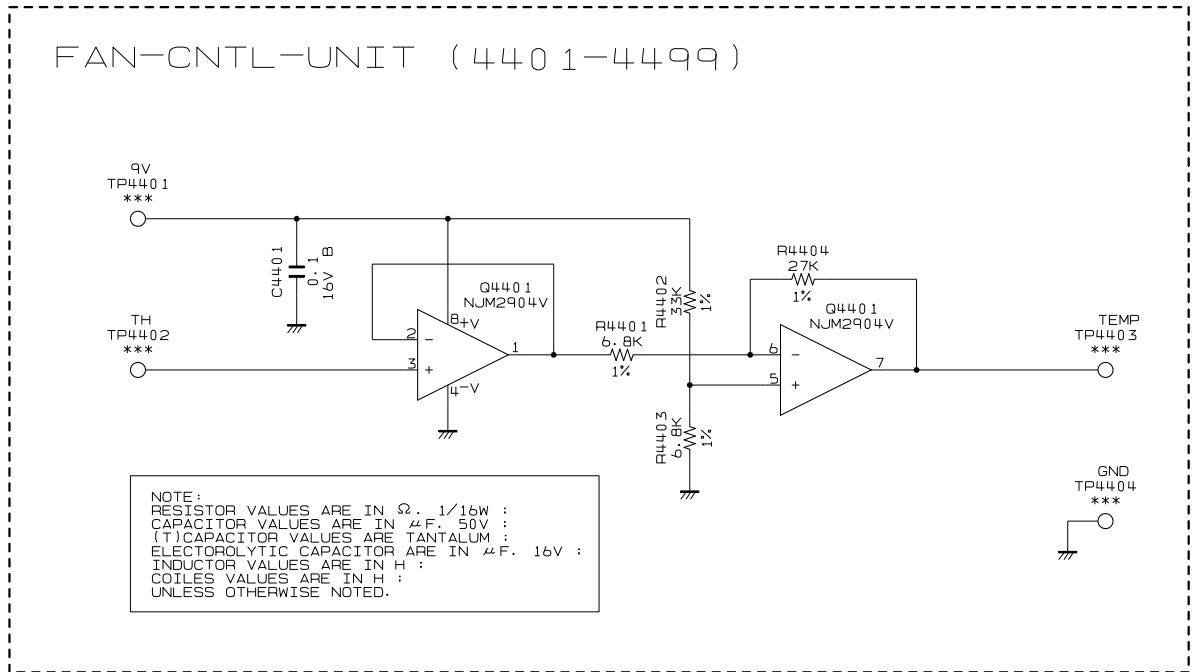 FAN-CNTL-UNIT (4401-4499)
9V
TP4401
***
C4401
0.1
16V
B
TH
TP4402
***
Q4401
NJM2904V
8
+V
2
-
3
+
1
4
-V
R4401
6.8K
1%
R4402
33K
1%
R4403
6.8K
1%
R4404
27K
1%
Q4401
NJM2904V
6
-
5
+
7
TEMP
TP4403
***
GND
TP4404
***
NOTE:
RESISTOR VALUES ARE IN Ω. 1/16W :
CAPACITOR VALUES ARE IN μF. 50V :
(T)CAPACITOR VALUES ARE TANTALUM :
ELECTOROLYTIC CAPACITOR ARE IN μF. 16V :
INDUCTOR VALUES ARE IN H :
COILES VALUES ARE IN H :
UNLESS OTHERWISE NOTED.